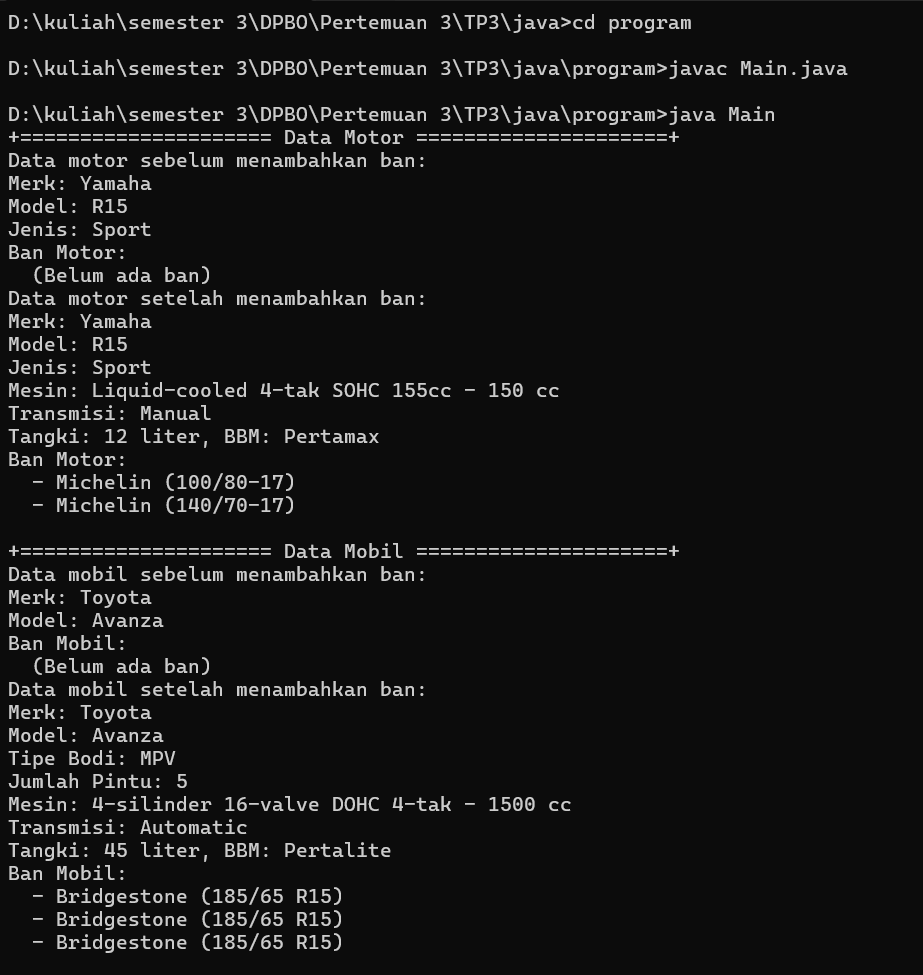 D:\kuliah\semester 3\DPBO\Pertemuan 3\TP3\java>cd program
D:\kuliah\semester 3\DPBO\Pertemuan 3\TP3\java\program>javac Main.java
D:\kuliah\semester 3\DPBO\Pertemuan 3\TP3\java\program>java Main
+===================== Data Motor =====================+
Data motor sebelum menambahkan ban:
Merk: Yamaha
Model: R15
Jenis: Sport
Ban Motor:
  (Belum ada ban)
Data motor setelah menambahkan ban:
Merk: Yamaha
Model: R15
Jenis: Sport
Mesin: Liquid-cooled 4-tak SOHC 155cc - 150 cc
Transmisi: Manual
Tangki: 12 liter, BBM: Pertamax
Ban Motor:
  - Michelin (100/80-17)
  - Michelin (140/70-17)
+===================== Data Mobil =====================+
Data mobil sebelum menambahkan ban:
Merk: Toyota
Model: Avanza
Ban Mobil:
  (Belum ada ban)
Data mobil setelah menambahkan ban:
Merk: Toyota
Model: Avanza
Tipe Bodi: MPV
Jumlah Pintu: 5
Mesin: 4-silinder 16-valve DOHC 4-tak - 1500 cc
Transmisi: Automatic
Tangki: 45 liter, BBM: Pertalite
Ban Mobil:
  - Bridgestone (185/65 R15)
  - Bridgestone (185/65 R15)
  - Bridgestone (185/65 R15)